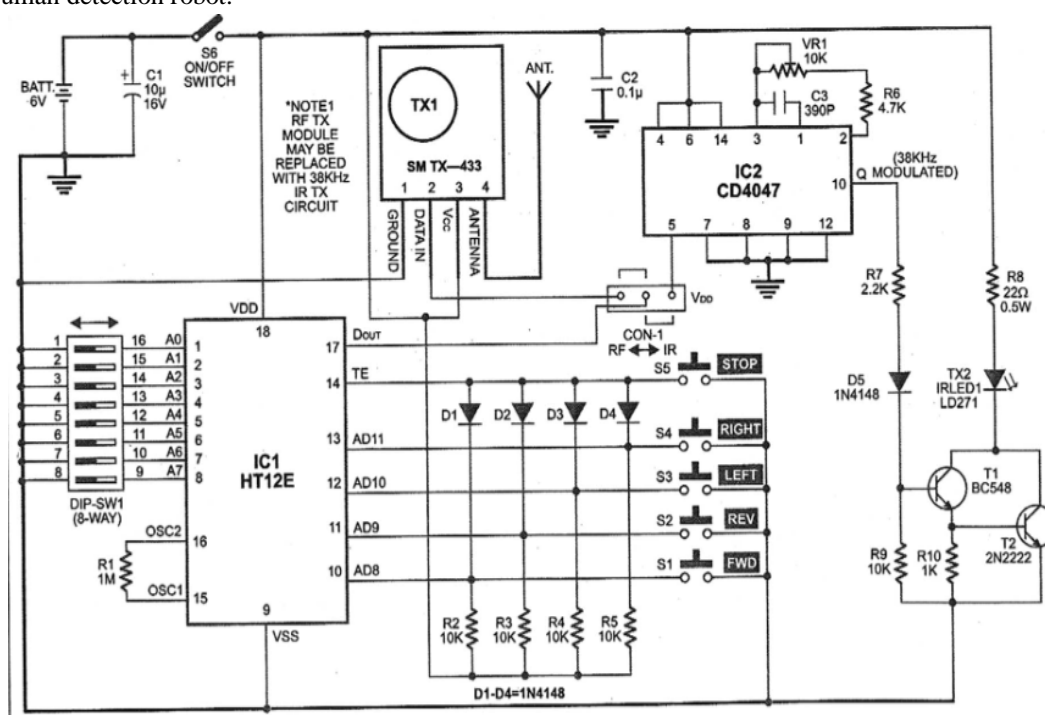 uman detection robot.
BATT.
6V
C1
10µ
16V
S6
ON/OFF
SWITCH
*NOTE1
RF TX
MODULE
MAY BE
REPLACED
WITH 38KHz
IR TX
CIRCUIT
TX1
SM TX—433
1 2 3 4
GROUND
DATA IN
Vcc
ANTENNA
ANT.
C2
0.1µ
VR1
10K
C3
390P
R6
4.7K
4 6 14 3 1
2
IC2
CD4047
10
Q
(38KHz
MODULATED)
5 7 8 9 12
VDD
CON-1
RF IR
R7
2.2K
R8
22Ω
0.5W
D5
1N4148
TX2
IRLED1
LD271
T1
BC548
T2
2N2222
R9
10K
R10
1K
VDD
18
1 16 A0 1
2 15 A1 2
3 14 A2 3
4 13 A3 4
5 12 A4 5
6 11 A5 6
7 10 A6 7
8 9 A7 8
DIP-SW1
(8-WAY)
IC1
HT12E
OSC2
16
R1
1M
OSC1
15
9
VSS
17 DOUT
14 TE
13 AD11
12 AD10
11 AD9
10 AD8
D1 D2 D3 D4
S5 STOP
S4 RIGHT
S3 LEFT
S2 REV
S1 FWD
R2
10K
R3
10K
R4
10K
R5
10K
D1-D4=1N4148